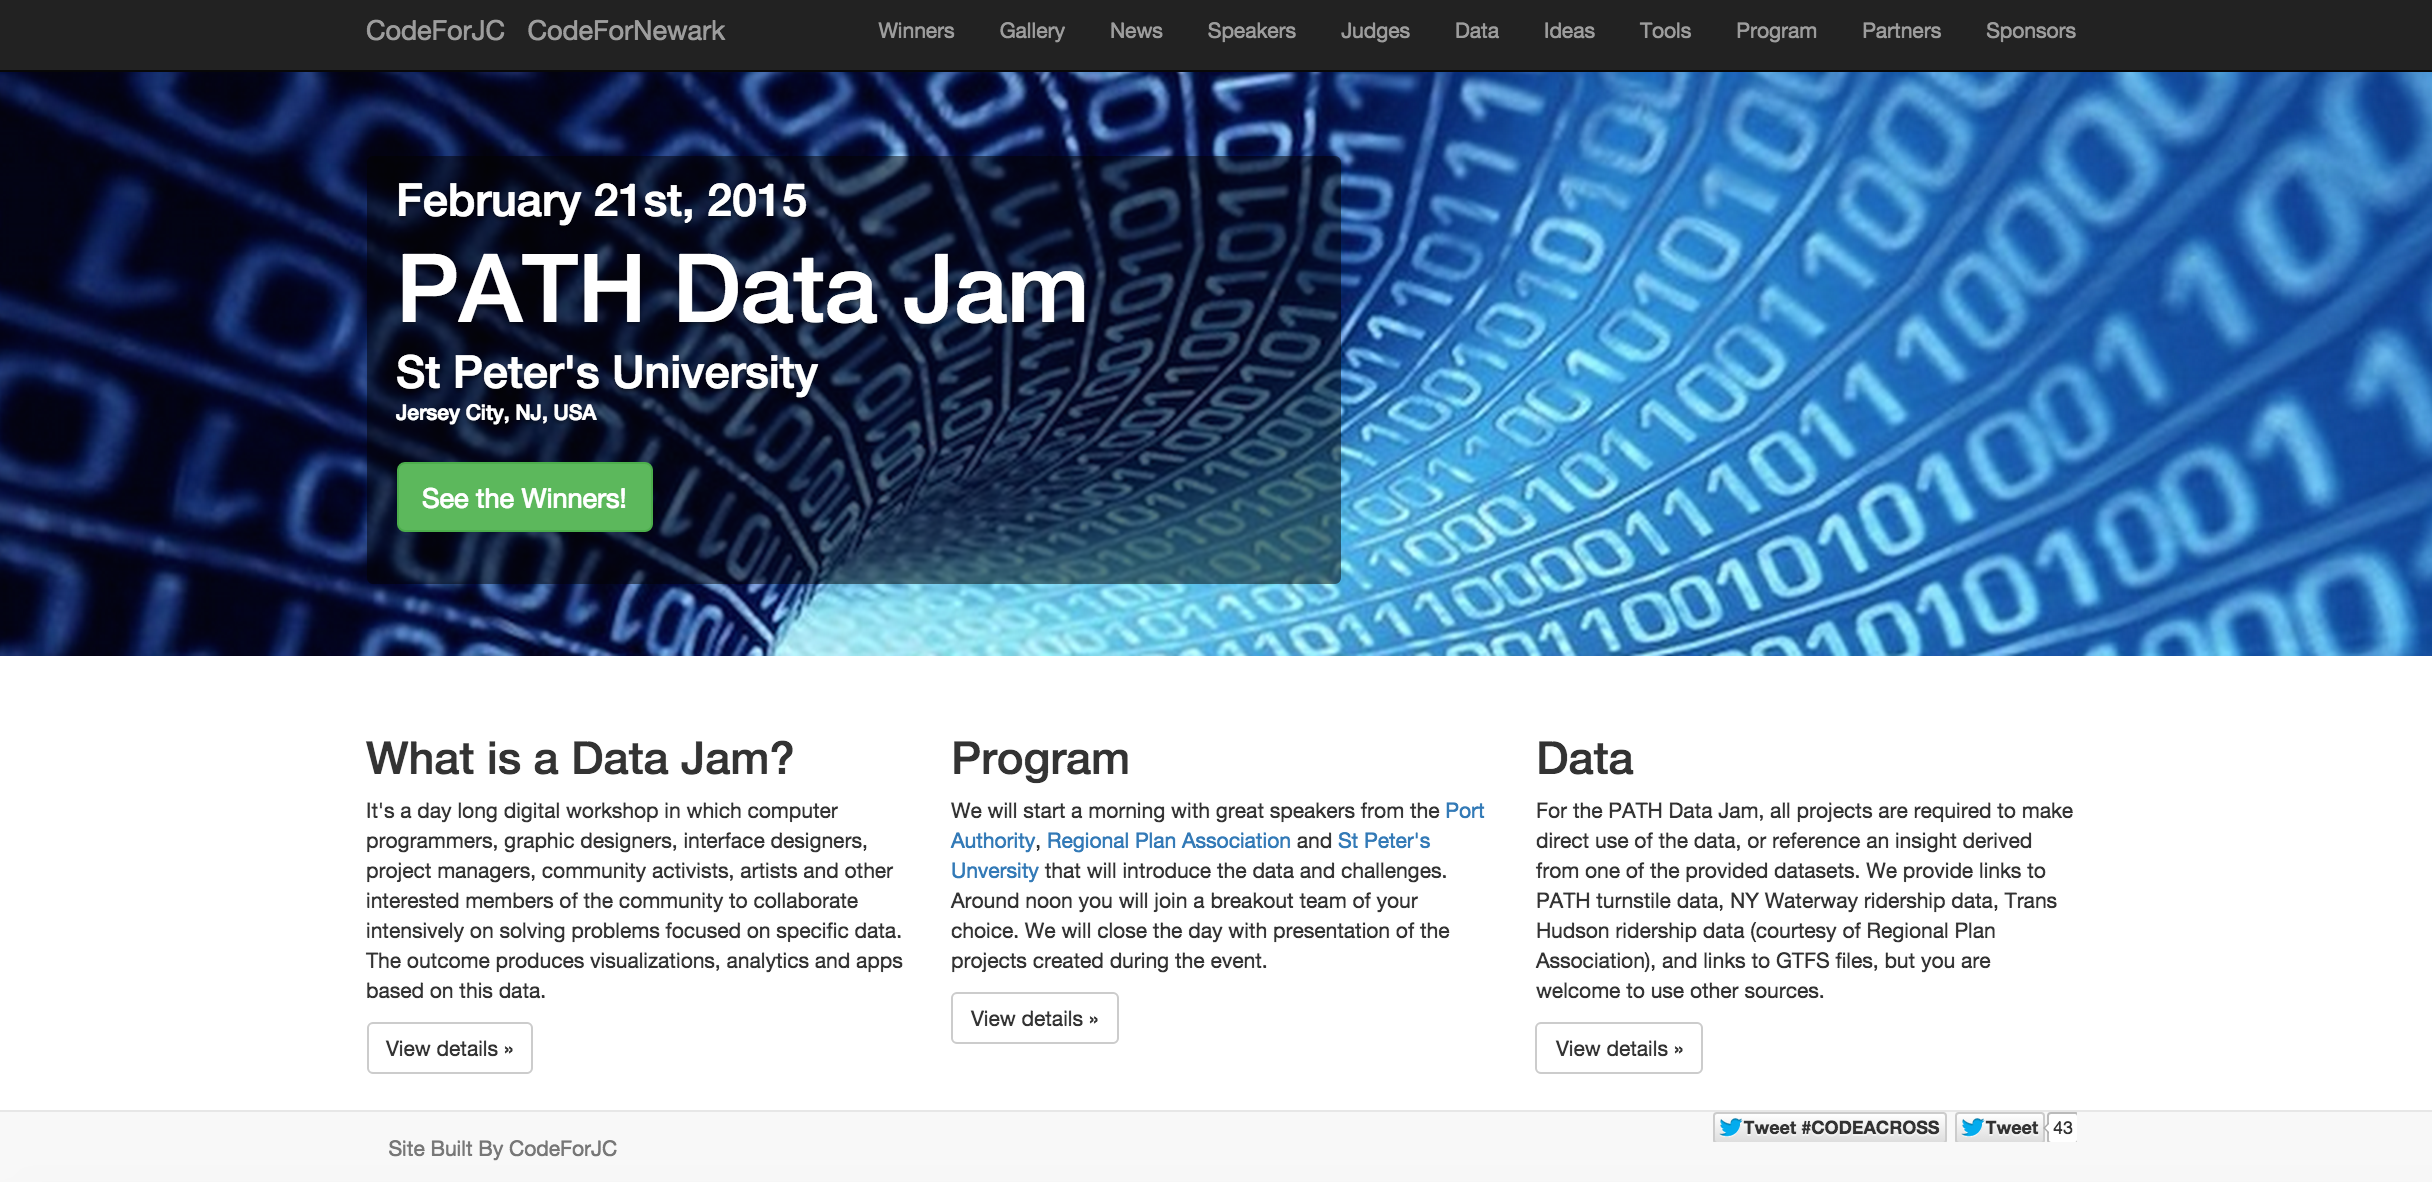 CodeForJC CodeForNewark Winners Gallery News Speakers Judges Data Ideas Tools Program Partners Sponsors
February 21st, 2015
PATH Data Jam
St Peter's University
Jersey City, NJ, USA
See the Winners!
What is a Data Jam?
It's a day long digital workshop in which computer
programmers, graphic designers, interface designers,
project managers, community activists, artists and other
interested members of the community to collaborate
intensively on solving problems focused on specific data.
The outcome produces visualizations, analytics and apps
based on this data.
View details »
Program
We will start a morning with great speakers from the Port
Authority, Regional Plan Association and St Peter's
Unversity that will introduce the data and challenges.
Around noon you will join a breakout team of your
choice. We will close the day with presentation of the
projects created during the event.
View details »
Data
For the PATH Data Jam, all projects are required to make
direct use of the data, or reference an insight derived
from one of the provided datasets. We provide links to
PATH turnstile data, NY Waterway ridership data, Trans
Hudson ridership data (courtesy of Regional Plan
Association), and links to GTFS files, but you are
welcome to use other sources.
View details »
Site Built By CodeForJC
Tweet #CODEACROSS Tweet 43